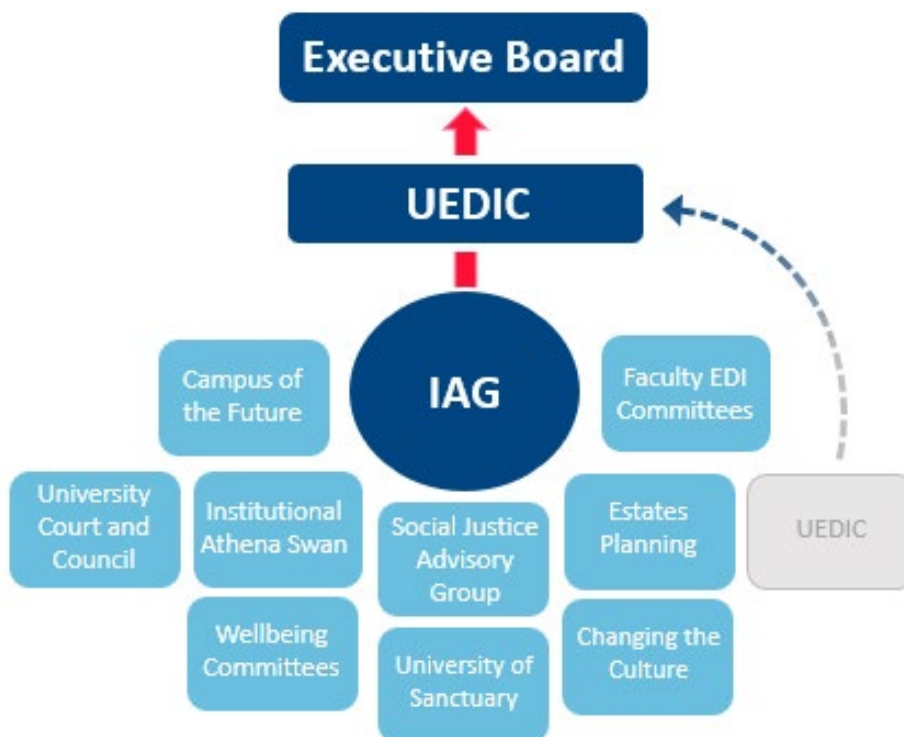 Executive Board
UEDIC
IAG
Campus of
the Future
Faculty EDI
Committees
University
Court and
Council
Institutional
Athena Swan
Social Justice
Advisory
Group
Estates
Planning
UEDIC
Wellbeing
Committees
University of
Sanctuary
Changing the
Culture